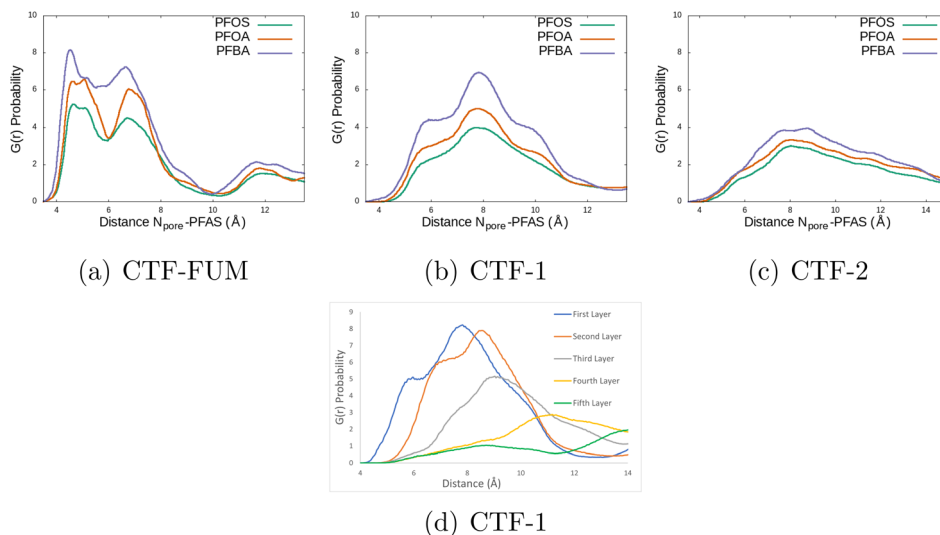 10
8
6
4
2
0
G(r) Probability
PFOS
PFOA
PFBA
4 6 8 10 12
Distance N_pore-PFAS (Å)
(a) CTF-FUM
10
8
6
4
2
0
G(r) Probability
PFOS
PFOA
PFBA
4 6 8 10 12
Distance N_pore-PFAS (Å)
(b) CTF-1
10
8
6
4
2
0
G(r) Probability
PFOS
PFOA
PFBA
4 6 8 10 12 14
Distance N_pore-PFAS (Å)
(c) CTF-2
9
8
7
6
5
4
3
2
1
0
G(r) Probability
First Layer
Second Layer
Third Layer
Fourth Layer
Fifth Layer
4 6 8 10 12 14
Distance (Å)
(d) CTF-1